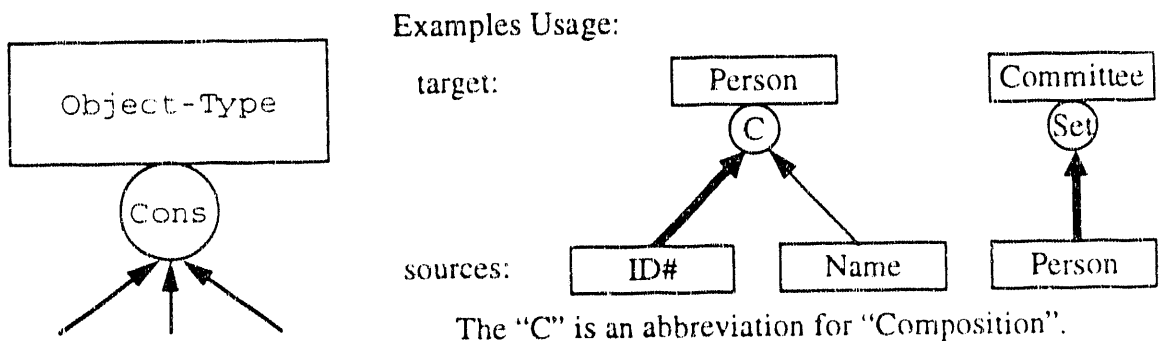 Examples Usage:
Object-Type
Cons
target:
Person
Committee
C
Set
sources:
ID#
Name
Person
The “C” is an abbreviation for “Composition”.